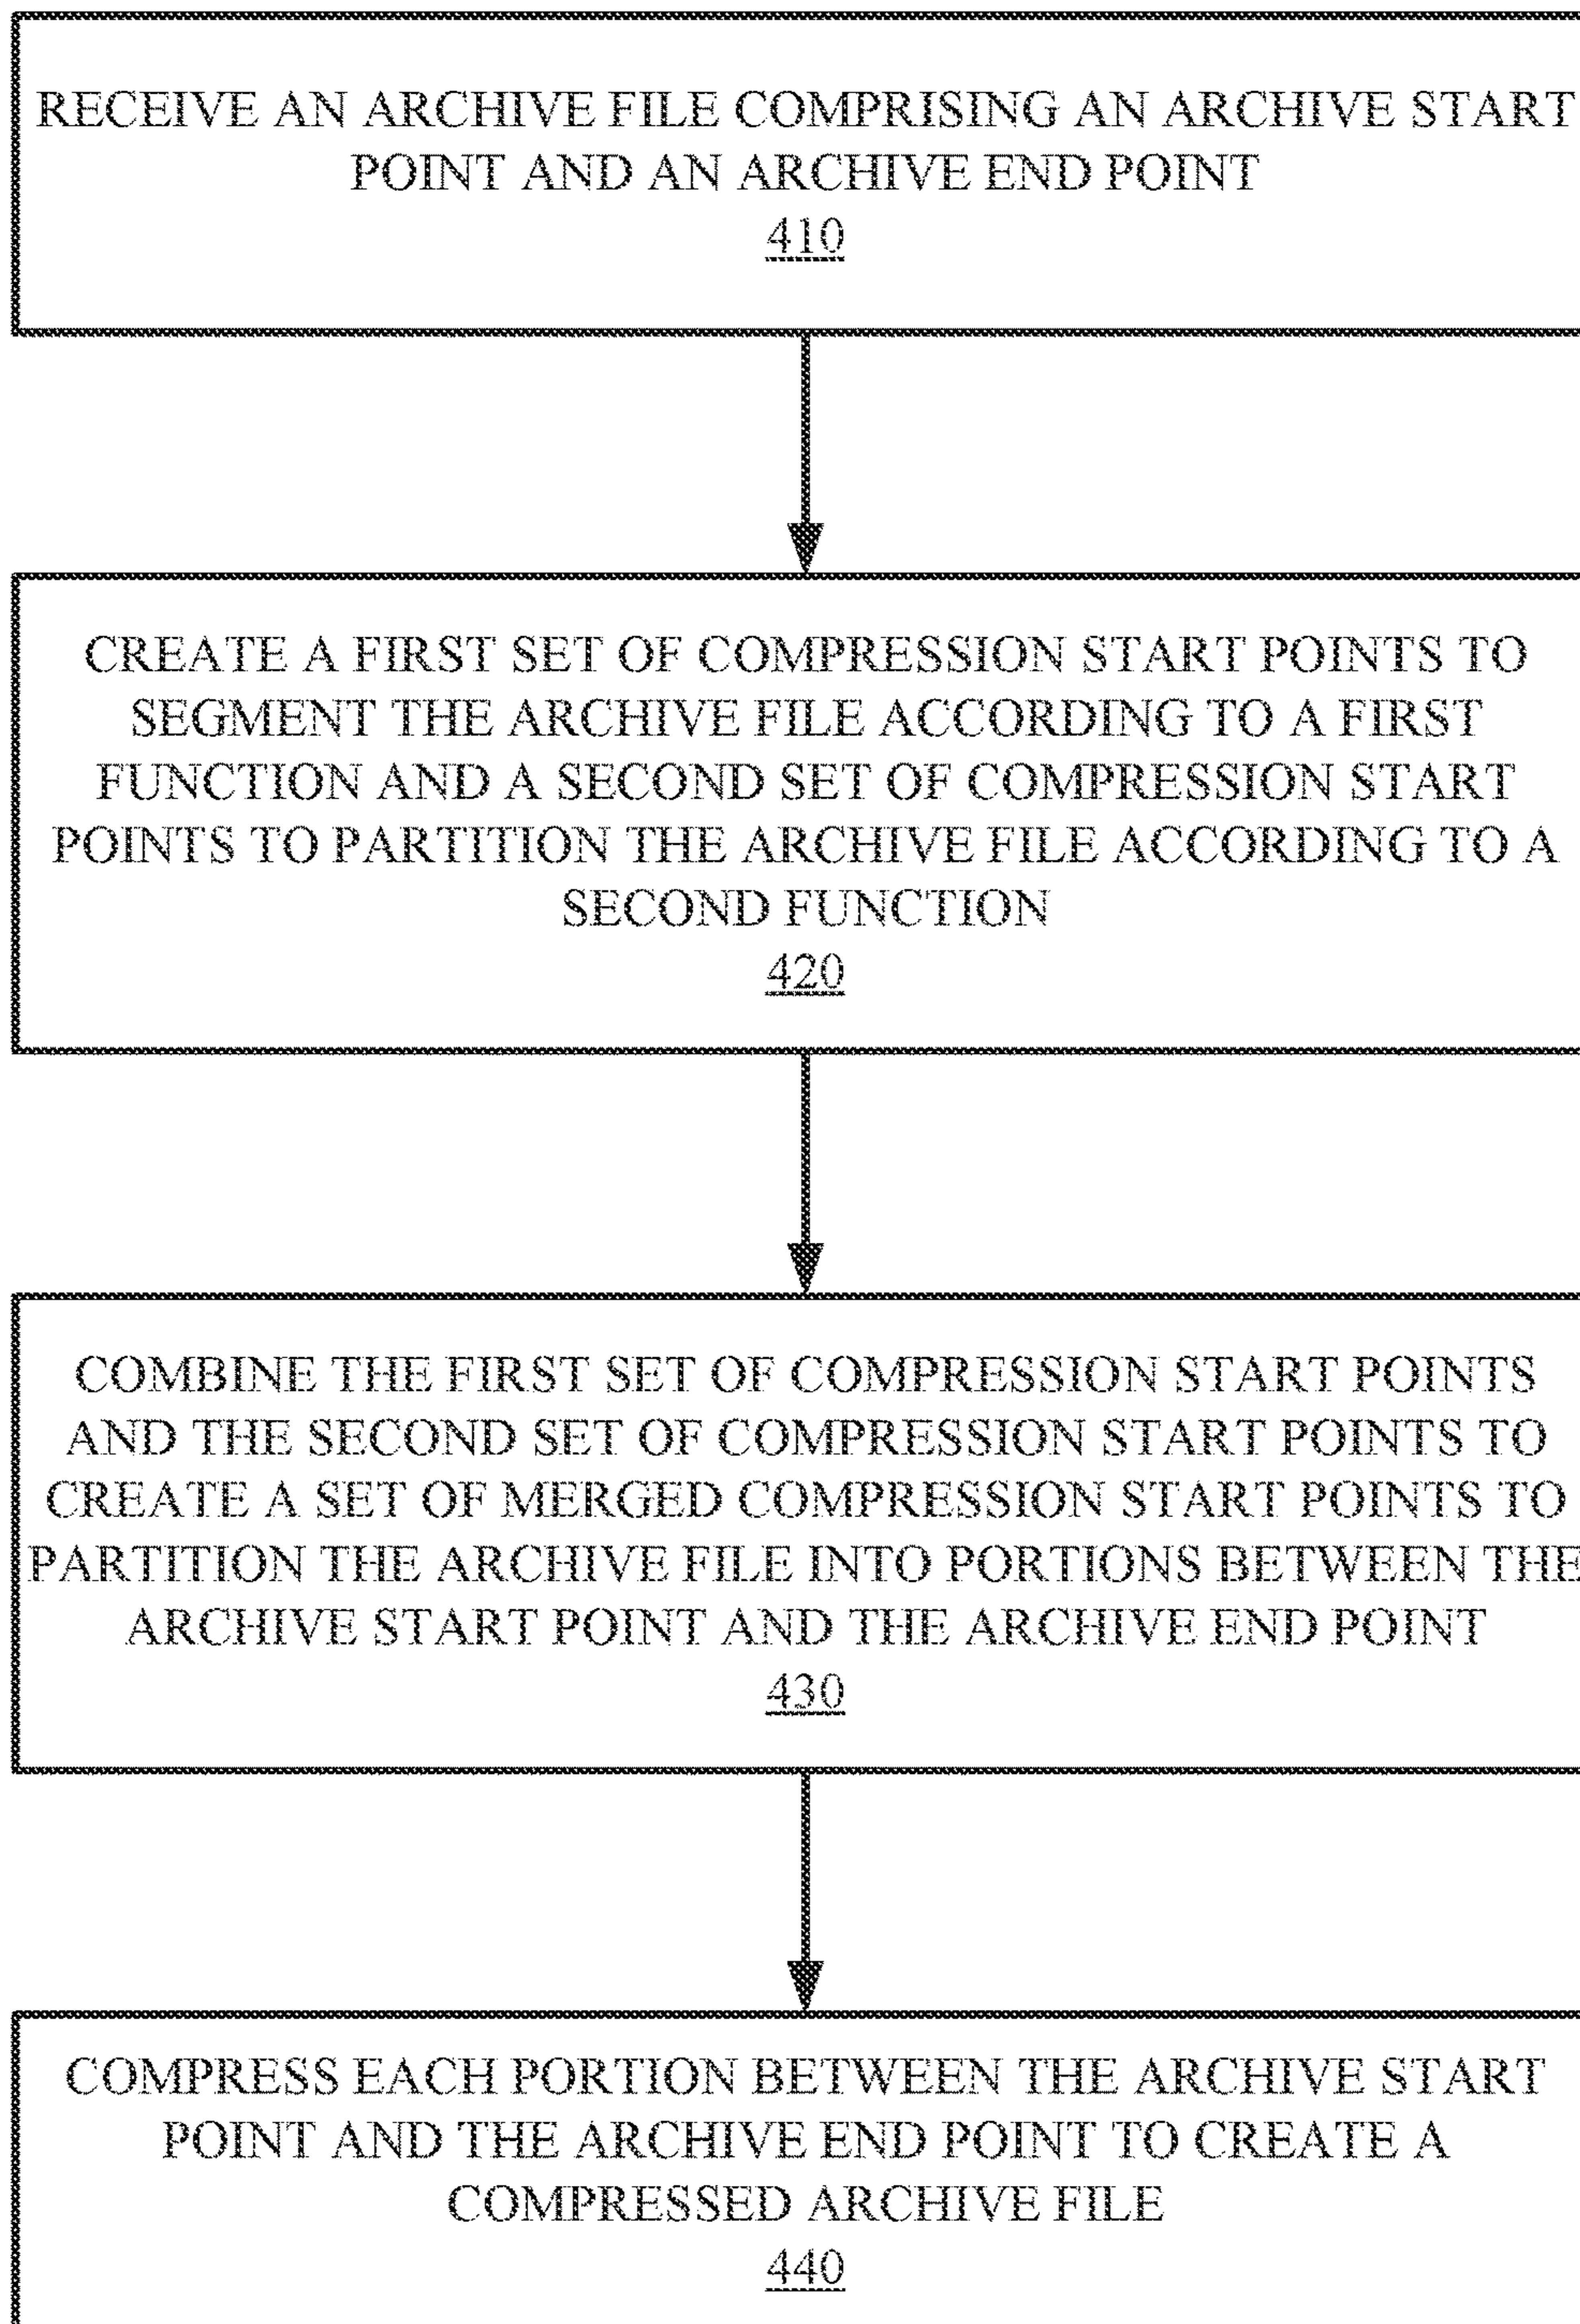 RECEIVE AN ARCHIVE FILE COMPRISING AN ARCHIVE START
POINT AND AN ARCHIVE END POINT
410
CREATE A FIRST SET OF COMPRESSION START POINTS TO
SEGMENT THE ARCHIVE FILE ACCORDING TO A FIRST
FUNCTION AND A SECOND SET OF COMPRESSION START
POINTS TO PARTITION THE ARCHIVE FILE ACCORDING TO A
SECOND FUNCTION
420
COMBINE THE FIRST SET OF COMPRESSION START POINTS
AND THE SECOND SET OF COMPRESSION START POINTS TO
CREATE A SET OF MERGED COMPRESSION START POINTS TO
PARTITION THE ARCHIVE FILE INTO PORTIONS BETWEEN THE
ARCHIVE START POINT AND THE ARCHIVE END POINT
430
COMPRESS EACH PORTION BETWEEN THE ARCHIVE START
POINT AND THE ARCHIVE END POINT TO CREATE A
COMPRESSED ARCHIVE FILE
440